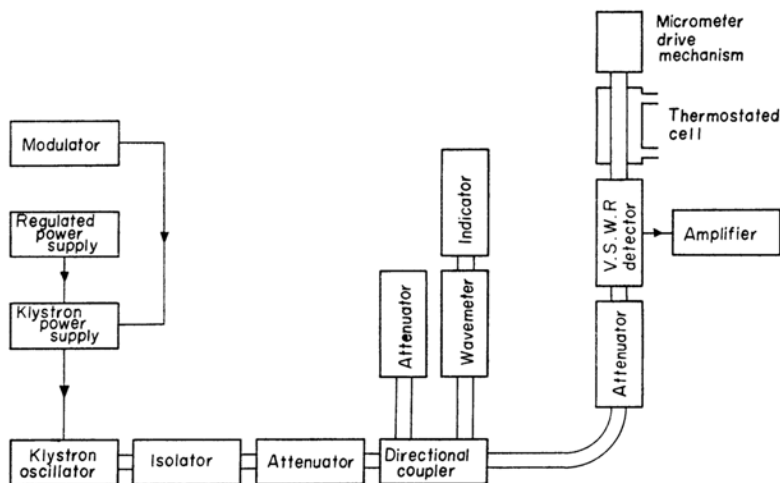 Micrometer
drive
mechanism
Thermostated
cell
Modulator
Regulated
power
supply
Indicator
V.S.W.R
detector
Amplifier
Klystron
power
supply
Attenuator
Wavemeter
Attenuator
Klystron
oscillator
Isolator
Attenuator
Directional
coupler